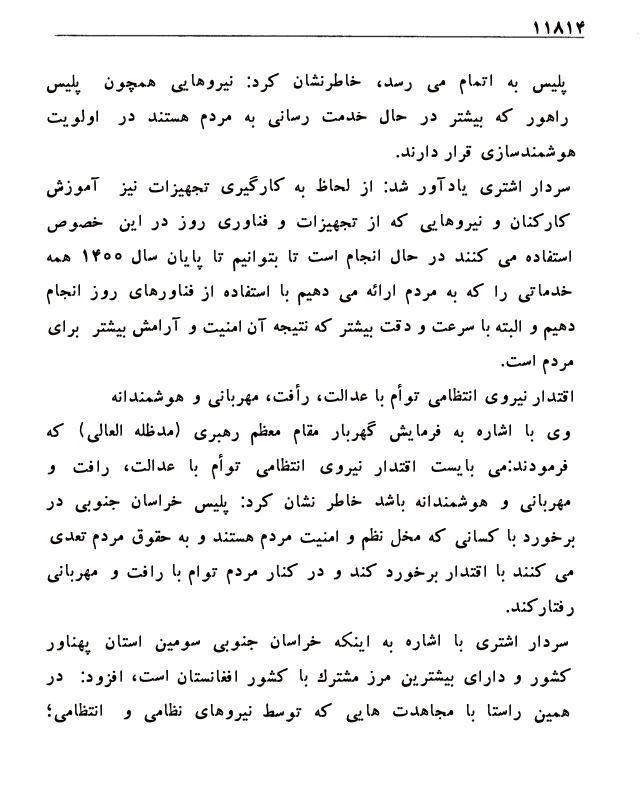 ۱۱۸۱۴
پلیس به اتمام می رسد، خاطرنشان کرد: نیروهایی همچون پلیس
راهور که بیشتر در حال خدمت رسانی به مردم هستند در اولویت
هوشمندسازی قرار دارند.
سردار اشتری یادآور شد: از لحاظ به کارگیری تجهیزات نیز آموزش
کارکنان و نیروهایی که از تجهیزات و فناوری روز در این خصوص
استفاده می کنند در حال انجام است تا بتوانیم تا پایان سال ۱۴۰۰ همه
خدماتی را که به مردم ارائه می دهیم با استفاده از فناورهای روز انجام
دهیم و البته با سرعت و دقت بیشتر که نتیجه آن امنیت و آرامش بیشتر برای
مردم است.
اقتدار نیروی انتظامی توأم با عدالت، رأفت، مهربانی و هوشمندانه
وی با اشاره به فرمایش گهربار مقام معظم رهبری (مدظله العالی) که
فرمودند:می بایست اقتدار نیروی انتظامی توأم با عدالت، رافت و
مهربانی و هوشمندانه باشد خاطر نشان کرد: پلیس خراسان جنوبی در
برخورد با کسانی که مخل نظم و امنیت مردم هستند و به حقوق مردم تعدی
می کنند با اقتدار برخورد کند و در کنار مردم توام با رافت و مهربانی
رفتارکند.
سردار اشتری با اشاره به اینکه خراسان جنوبی سومین استان پهناور
کشور و دارای بیشترین مرز مشترك با کشور افغانستان است، افزود: در
همین راستا با مجاهدت هایی که توسط نیروهای نظامی و انتظامی؛